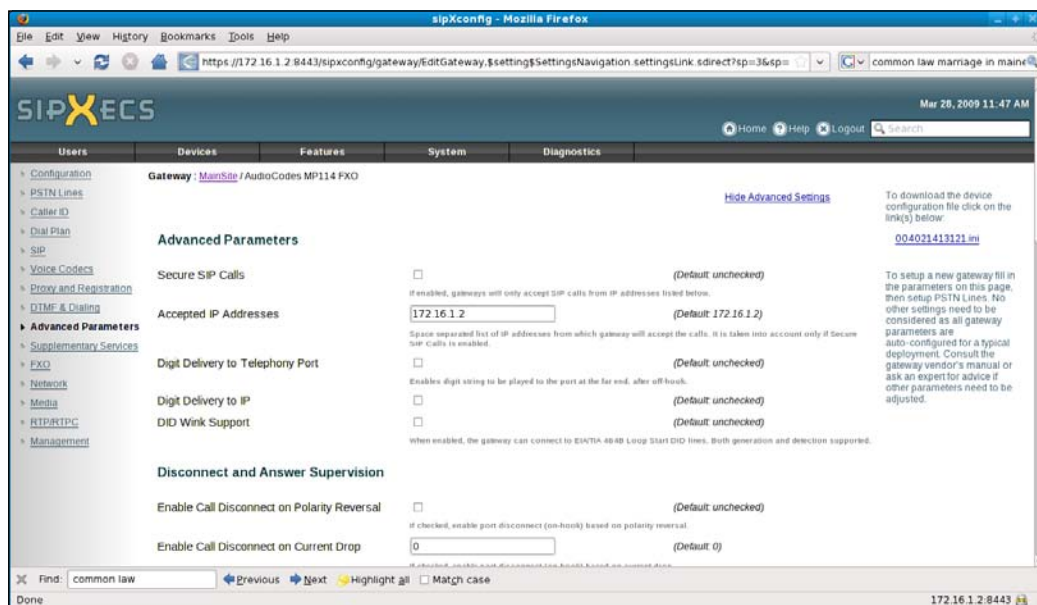 sipXconfig - Mozilla Firefox
File Edit View History Bookmarks Tools Help
https://172.16.1.2:8443/sipxconfig/gateway/EditGateway,$setting$SettingsNavigation.settingsLink.sdirect?sp=3&sp=
common law marriage in maine
SIPXECS
Mar 28, 2009 11:47 AM
Home Help Logout Search
Users Devices Features System Diagnostics
Configuration
PSTN Lines
Caller ID
Dial Plan
SIP
Voice Codecs
Proxy and Registration
DTMF & Dialing
Advanced Parameters
Supplementary Services
FXO
Network
Media
RTP/RTPC
Management
Gateway : MainSite / AudioCodes MP114 FXO
Hide Advanced Settings
Advanced Parameters
Secure SIP Calls (Default: unchecked)
If enabled, gateways will only accept SIP calls from IP addresses listed below.
Accepted IP Addresses 172.16.1.2 (Default: 172.16.1.2)
Space separated list of IP addresses from which gateway will accept the calls. It is taken into account only if Secure
SIP Calls is enabled.
Digit Delivery to Telephony Port (Default: unchecked)
Enables digit string to be played to the port at the far end, after off-hook.
Digit Delivery to IP (Default: unchecked)
DID Wink Support (Default: unchecked)
When enabled, the gateway can connect to EIA/TIA 464B Loop Start DID lines. Both generation and detection supported.
Disconnect and Answer Supervision
Enable Call Disconnect on Polarity Reversal (Default: unchecked)
If checked, enable port disconnect (on-hook) based on polarity reversal.
Enable Call Disconnect on Current Drop 0 (Default: 0)
If checked, enable port disconnect (on-hook) based on current drop
To download the device
configuration file click on the
link(s) below:
004021413121.ini
To setup a new gateway fill in
the parameters on this page,
then setup PSTN Lines. No
other settings need to be
considered as all gateway
parameters are
auto-configured for a typical
deployment. Consult the
gateway vendor's manual or
ask an expert for advice if
other parameters need to be
adjusted.
Find: common law Previous Next Highlight all Match case
Done 172.16.1.2:8443